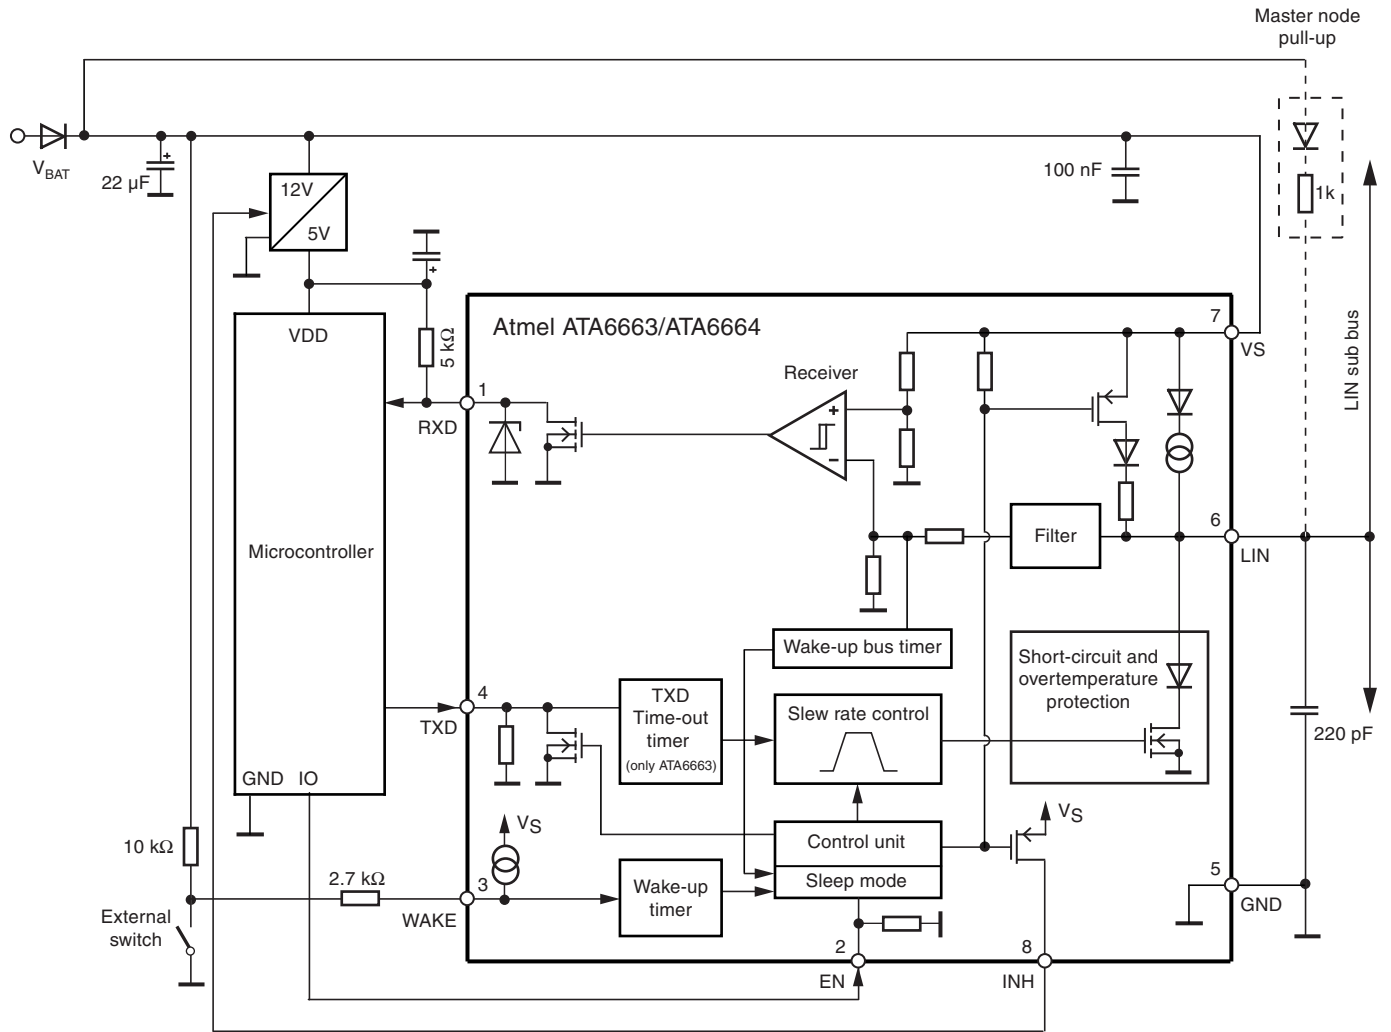 Master node
pull-up
VBAT
22 µF
+
12V
5V
+
100 nF
1k
LIN sub bus
VDD
5 kΩ
Atmel ATA6663/ATA6664
7
VS
Receiver
+
-
1
RXD
Microcontroller
Filter
6
LIN
Wake-up bus timer
Short-circuit and
overtemperature
protection
4
TXD
TXD
Time-out
timer
(only ATA6663)
Slew rate control
220 pF
GND IO
VS
Control unit
Sleep mode
VS
10 kΩ
2.7 kΩ
3
WAKE
Wake-up
timer
5
GND
External
switch
2
EN
8
INH